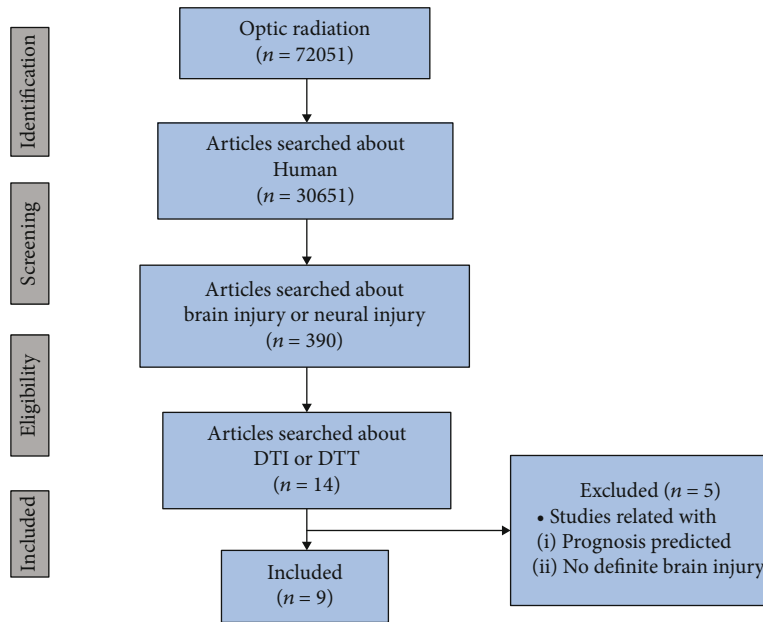 Identification
Optic radiation
(n = 72051)
Articles searched about
Human
(n = 30651)
Screening
Articles searched about
brain injury or neural injury
(n = 390)
Eligibility
Articles searched about
DTI or DTT
(n = 14)
Excluded (n = 5)
• Studies related with
(i) Prognosis predicted
(ii) No definite brain injury
Included
Included
(n = 9)